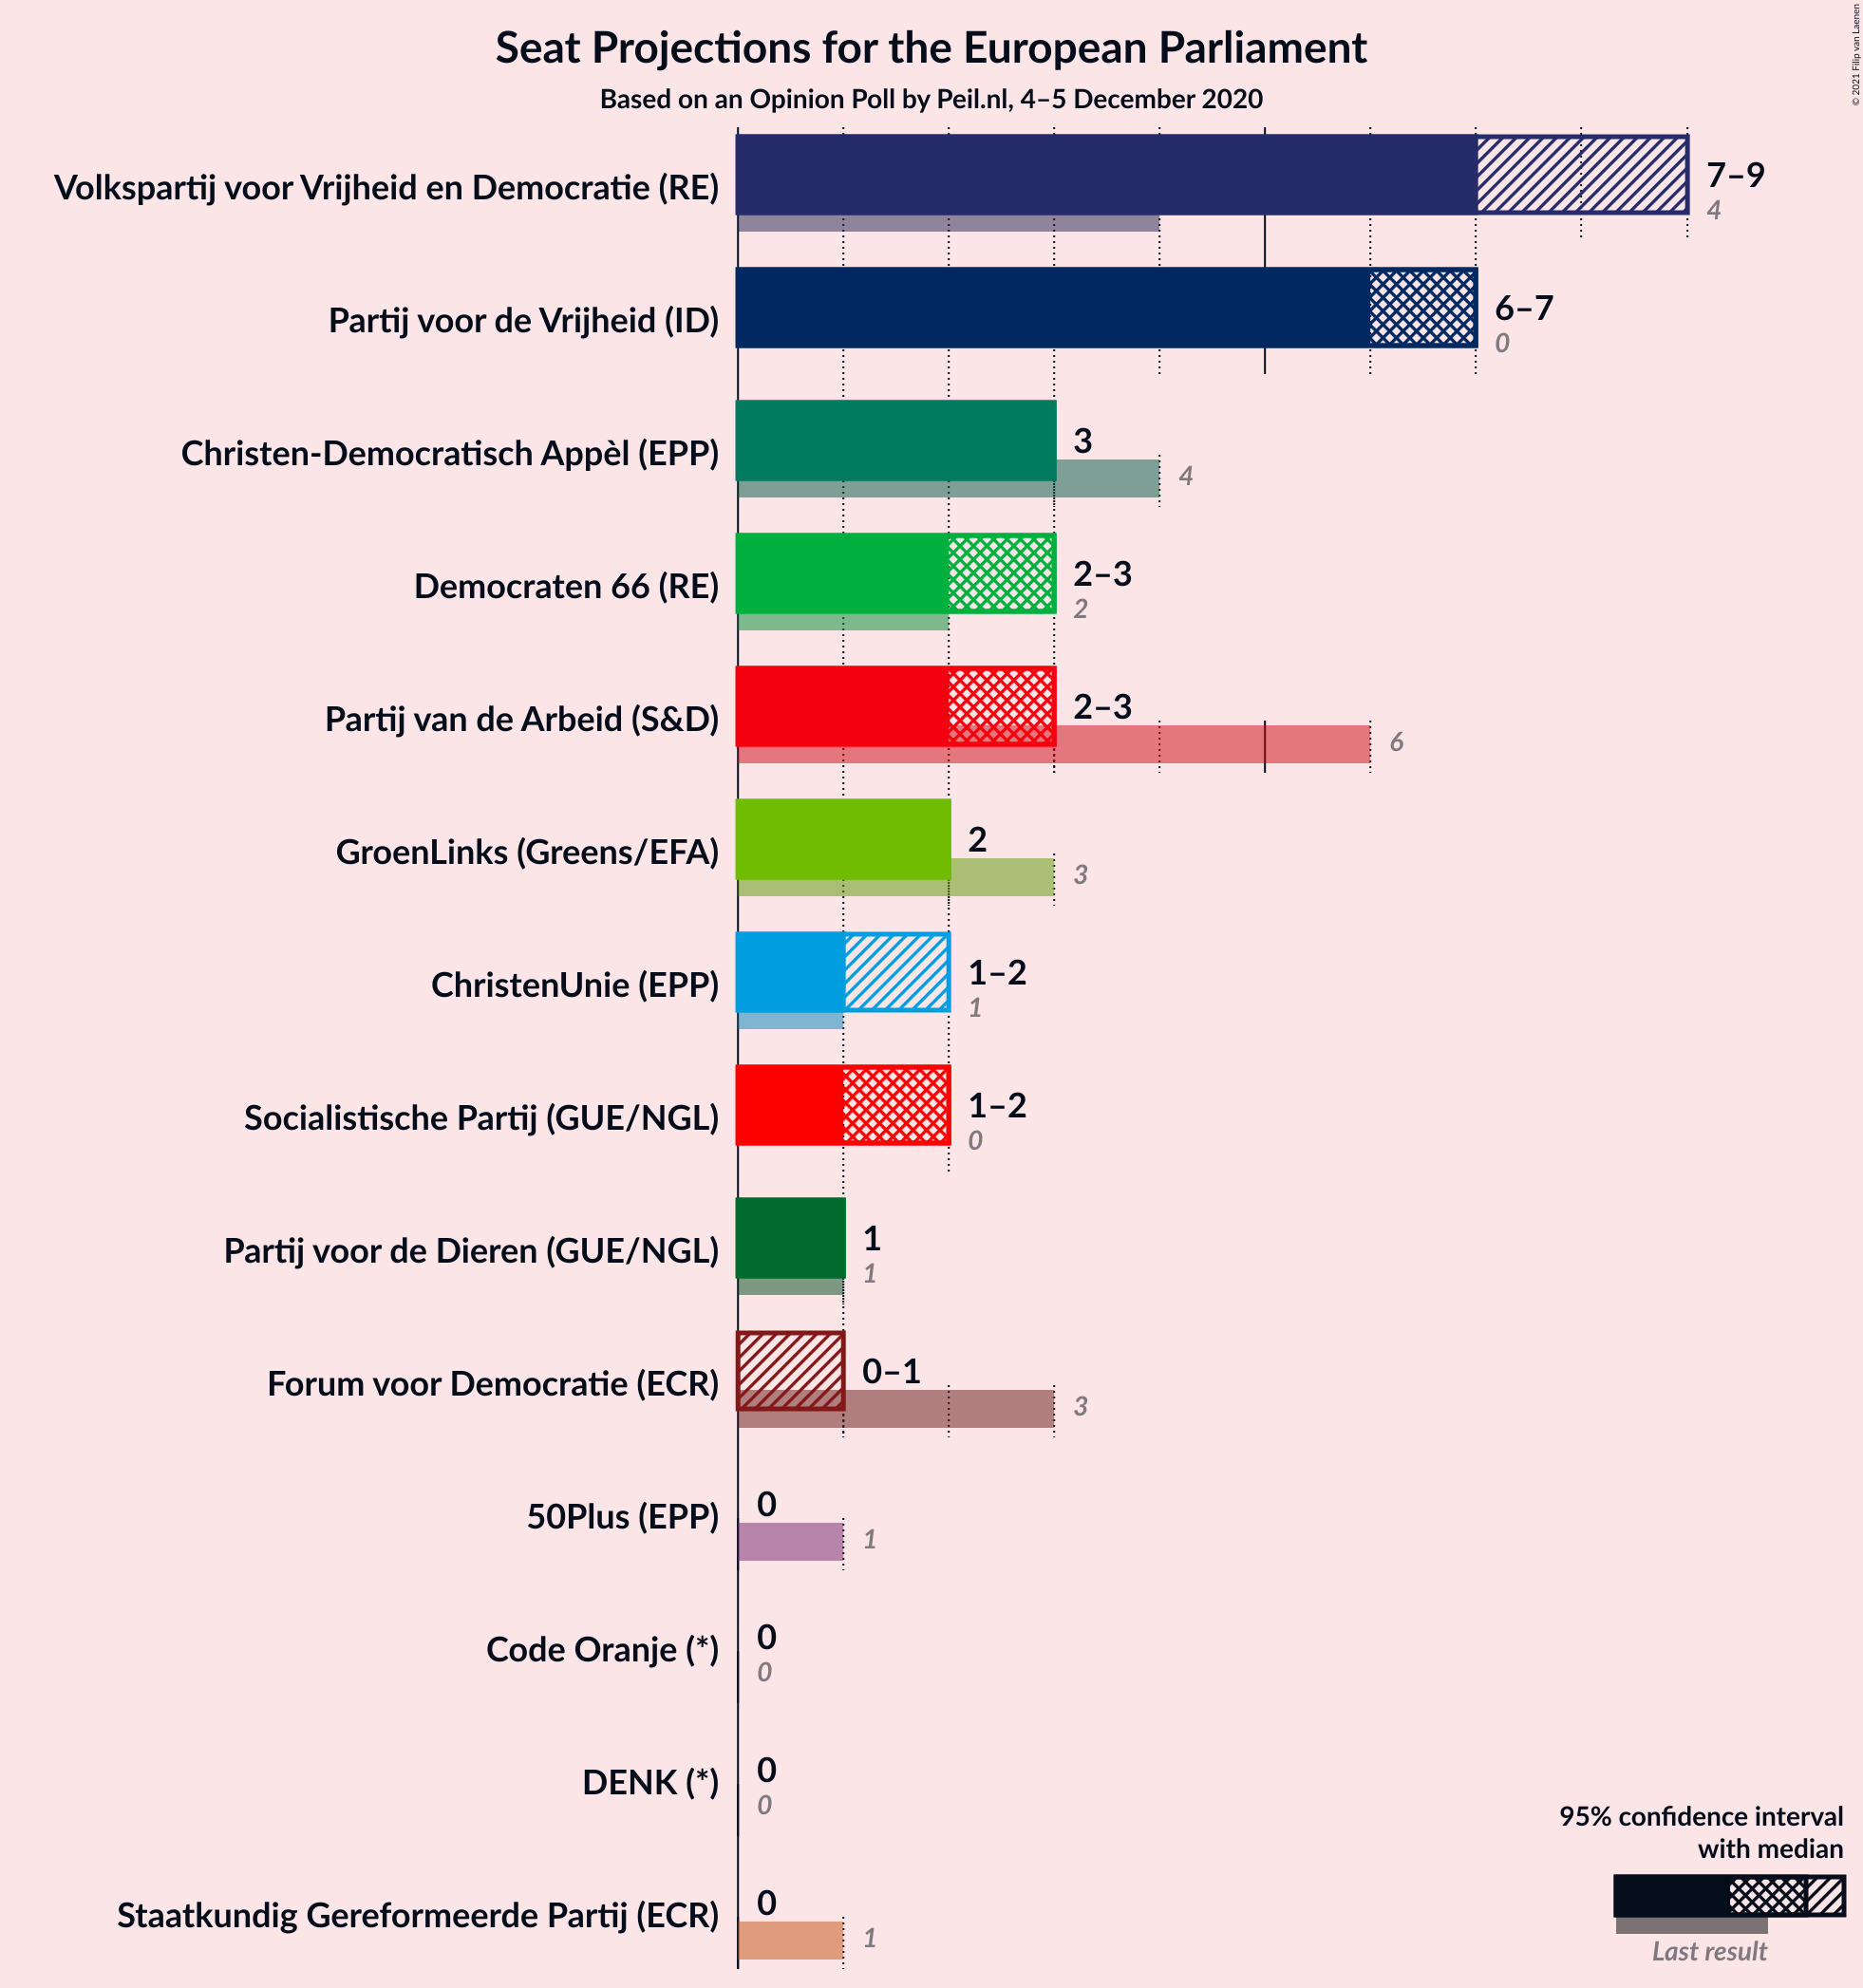 Seat Projections for the European Parliament
Based on an Opinion Poll by Peil.nl, 4–5 December 2020
© 2021 Filip van Laenen
Volkspartij voor Vrijheid en Democratie (RE)
7–9
4
Partij voor de Vrijheid (ID)
6–7
0
Christen-Democratisch Appèl (EPP)
3
4
Democraten 66 (RE)
2–3
2
Partij van de Arbeid (S&D)
2–3
6
GroenLinks (Greens/EFA)
2
3
ChristenUnie (EPP)
1–2
1
Socialistische Partij (GUE/NGL)
1–2
0
Partij voor de Dieren (GUE/NGL)
1
1
Forum voor Democratie (ECR)
0–1
3
50Plus (EPP)
0
1
Code Oranje (*)
0
0
DENK (*)
0
0
Staatkundig Gereformeerde Partij (ECR)
0
1
95% confidence interval
with median
Last result